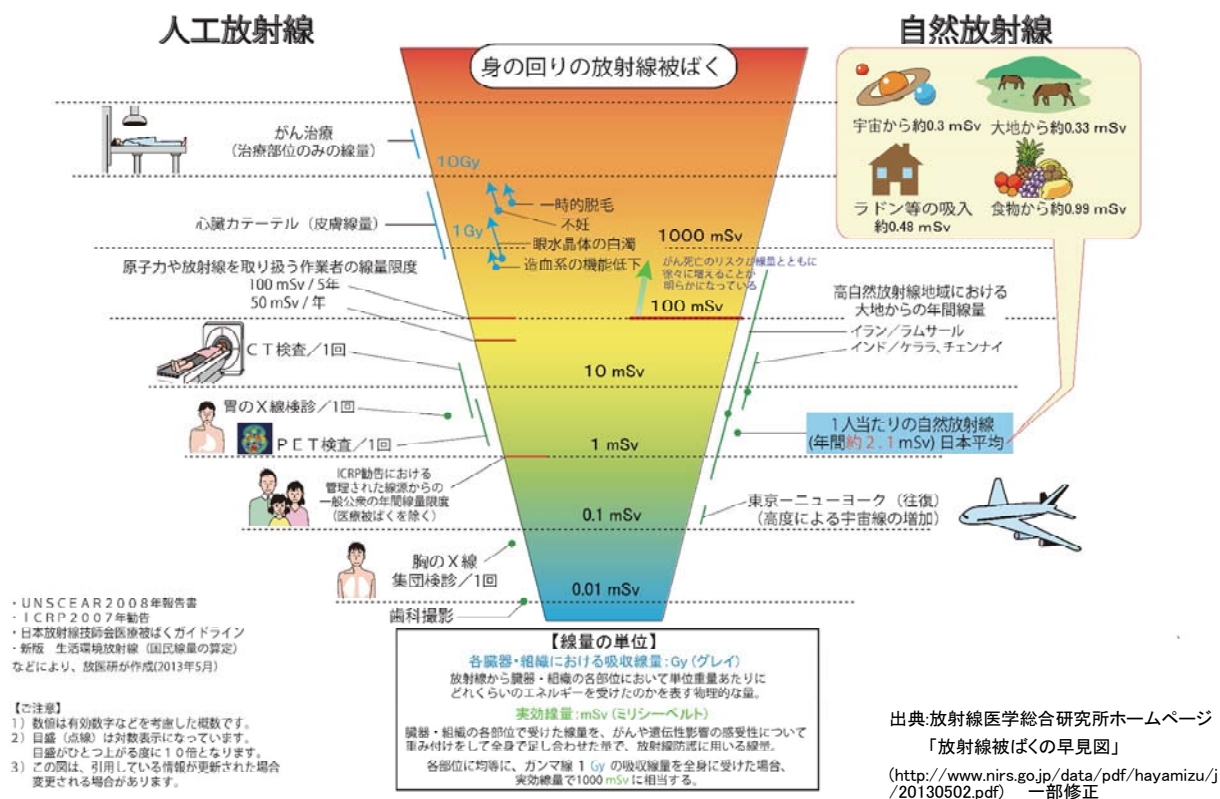 人工放射線
自然放射線
身の回りの放射線被ばく
宇宙から約0.3 mSv
大地から約0.33 mSv
ラドン等の吸入
約0.48 mSv
食物から約0.99 mSv
がん治療
(治療部位のみの線量)
10Gy
心臓カテーテル(皮膚線量)
1Gy
一時的脱毛
不妊
眼水晶体の白濁
造血系の機能低下
1000 mSv
がん死亡のリスクが線量とともに
徐々に増えることが
明らかになっている
原子力や放射線を取り扱う作業者の線量限度
100 mSv / 5年
50 mSv / 年
100 mSv
高自然放射線地域における
大地からの年間線量
イラン/ラムサール
インド/ケララ、チェンナイ
CT検査/1回
10 mSv
胃のX線検診/1回
PET検査/1回
1 mSv
1人当たりの自然放射線
(年間約2.1mSv) 日本平均
ICRP勧告における
管理された線源からの
一般公衆の年間線量限度
(医療被ばくを除く)
0.1 mSv
東京ーニューヨーク(往復)
(高度による宇宙線の増加)
胸のX線
集団検診/1回
0.01 mSv
歯科撮影
・UNSCEAR2008年報告書
・ICRP2007年勧告
・日本放射線技師会医療被ばくガイドライン
・新版 生活環境放射線(国民線量の算定)
などにより、放医研が作成(2013年5月)
【ご注意】
1) 数値は有効数字などを考慮した概数です。
2) 目盛(点線)は対数表示になっています。
目盛がひとつ上がる度に10倍となります。
3) この図は、引用している情報が更新された場合
変更される場合があります。
【線量の単位】
各臓器・組織における吸収線量:Gy(グレイ)
放射線から臓器・組織の各部位において単位重量あたりに
どれくらいのエネルギーを受けたのかを表す物理的な量。
実効線量:mSv(ミリシーベルト)
臓器・組織の各部位で受けた線量を、がんや遺伝性影響の感受性について
重み付けをして全身で足し合わせた量で、放射線防護に用いる線量。
各部位に均等に、ガンマ線 1 Gy の吸収線量を全身に受けた場合、
実効線量で1000 mSv に相当する。
出典:放射線医学総合研究所ホームページ
「放射線被ばくの早見図」
(http://www.nirs.go.jp/data/pdf/hayamizu/j
/20130502.pdf) 一部修正